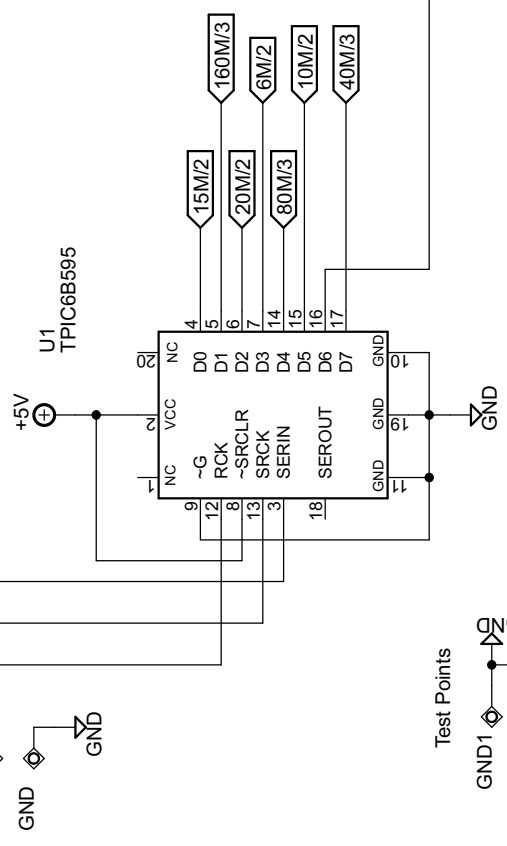 160M/3
6M/2
10M/2
40M/3
15M/2
20M/2
80M/3
U1
TPIC6B595
+5V
4
5
6
7
14
15
16
17
20
NC
2
VCC
1
NC
D0
D1
D2
D3
D4
D5
D6
D7
~G
RCK
~SRCLR
SRCK
SERIN
SEROUT
9
12
8
13
3
18
GND
10
GND
19
GND
11
GND
Test Points
GND1
GND
GND